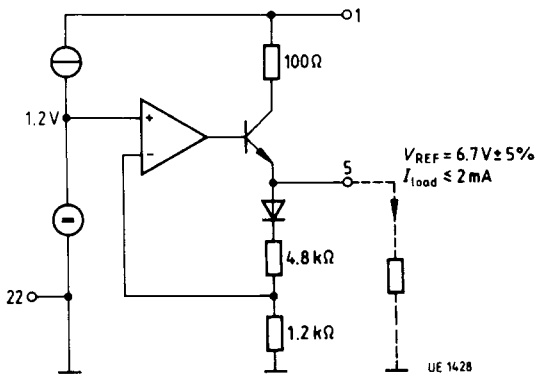 1
100Ω
1.2V
+
−
5
V_REF = 6.7V ± 5%
I_load ≤ 2mA
4.8kΩ
22
1.2kΩ
UE 1428